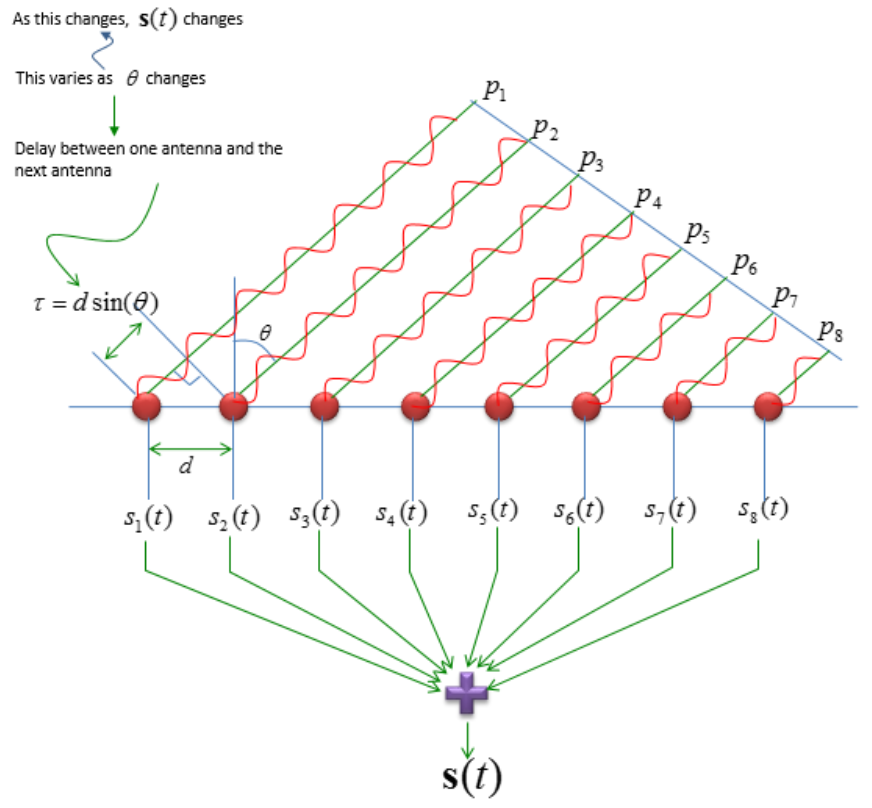 As this changes, s(t) changes
This varies as θ changes
Delay between one antenna and the
next antenna
p₁
p₂
p₃
p₄
p₅
p₆
p₇
p₈
τ = d sin(θ)
θ
d
s₁(t) s₂(t) s₃(t) s₄(t) s₅(t) s₆(t) s₇(t) s₈(t)
s(t)